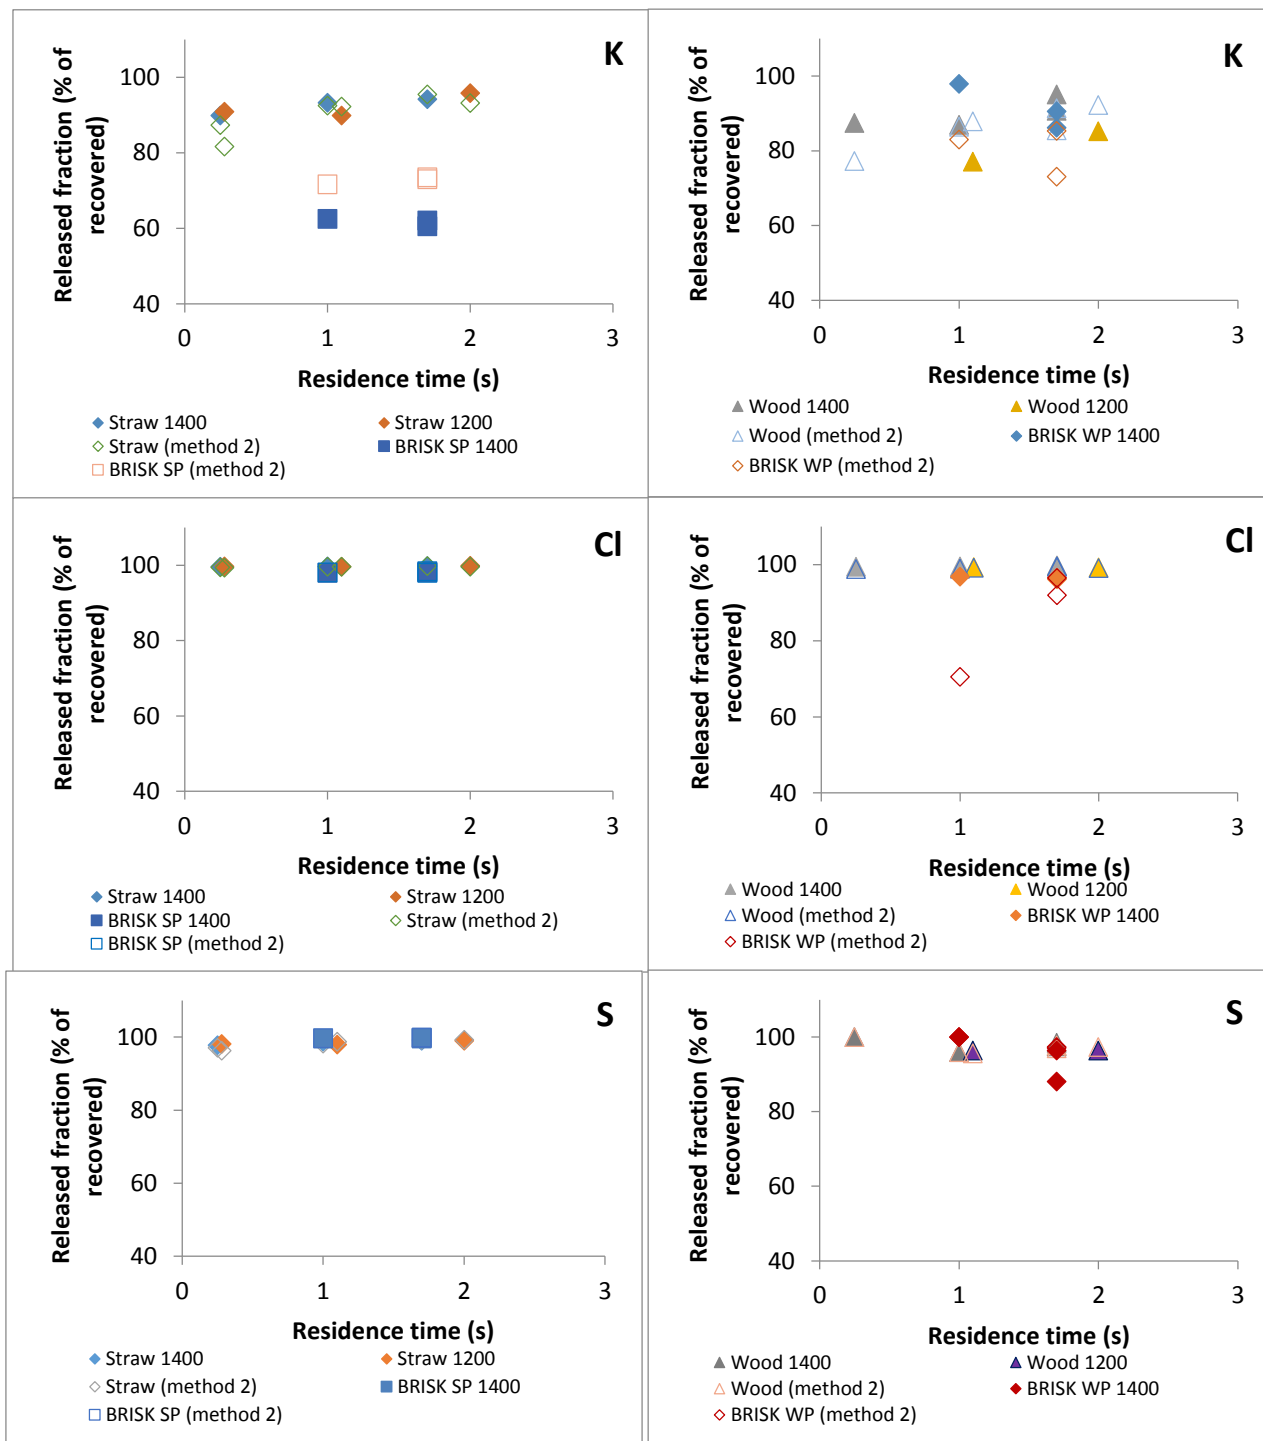 K
Released fraction (% of
recovered)
100
80
60
40
0 1 2 3
Residence time (s)
Straw 1400 Straw 1200
Straw (method 2) BRISK SP 1400
BRISK SP (method 2)
K
Released fraction (% of
recovered)
100
80
60
40
0 1 2 3
Residence time (s)
Wood 1400 Wood 1200
Wood (method 2) BRISK WP 1400
BRISK WP (method 2)
Cl
Released fraction (% of
recovered)
100
80
60
40
0 1 2 3
Residence time (s)
Straw 1400 Straw 1200
BRISK SP 1400 Straw (method 2)
BRISK SP (method 2)
Cl
Released fraction (% of
recovered)
100
80
60
40
0 1 2 3
Residence time (s)
Wood 1400 Wood 1200
Wood (method 2) BRISK WP 1400
BRISK WP (method 2)
S
Released fraction (% of
recovered)
100
80
60
40
0 1 2 3
Residence time (s)
Straw 1400 Straw 1200
Straw (method 2) BRISK SP 1400
BRISK SP (method 2)
S
Released fraction (% of
recovered)
100
80
60
40
0 1 2 3
Residence time (s)
Wood 1400 Wood 1200
Wood (method 2) BRISK WP 1400
BRISK WP (method 2)